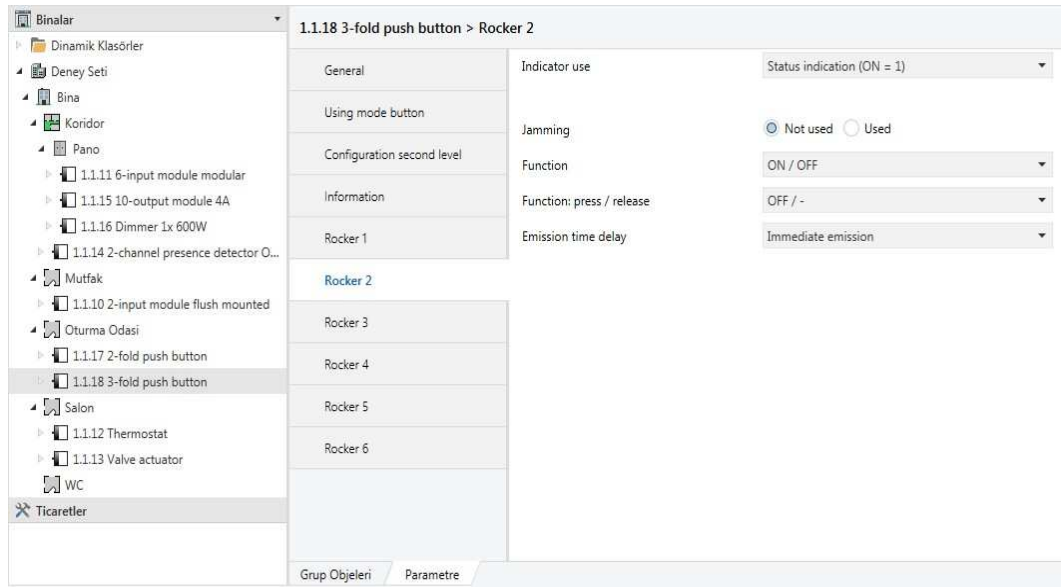 Binalar
Dinamik Klasörler
Deney Seti
Bina
Koridor
Pano
1.1.11 6-input module modular
1.1.15 10-output module 4A
1.1.16 Dimmer 1x 600W
1.1.14 2-channel presence detector O...
Mutfak
1.1.10 2-input module flush mounted
Oturma Odasi
1.1.17 2-fold push button
1.1.18 3-fold push button
Salon
1.1.12 Thermostat
1.1.13 Valve actuator
WC
Ticaretler
1.1.18 3-fold push button > Rocker 2
General
Using mode button
Configuration second level
Information
Rocker 1
Rocker 2
Rocker 3
Rocker 4
Rocker 5
Rocker 6
Indicator use Status indication (ON = 1)
Jamming Not used Used
Function ON / OFF
Function: press / release OFF / -
Emission time delay Immediate emission
Grup Objeleri Parametre